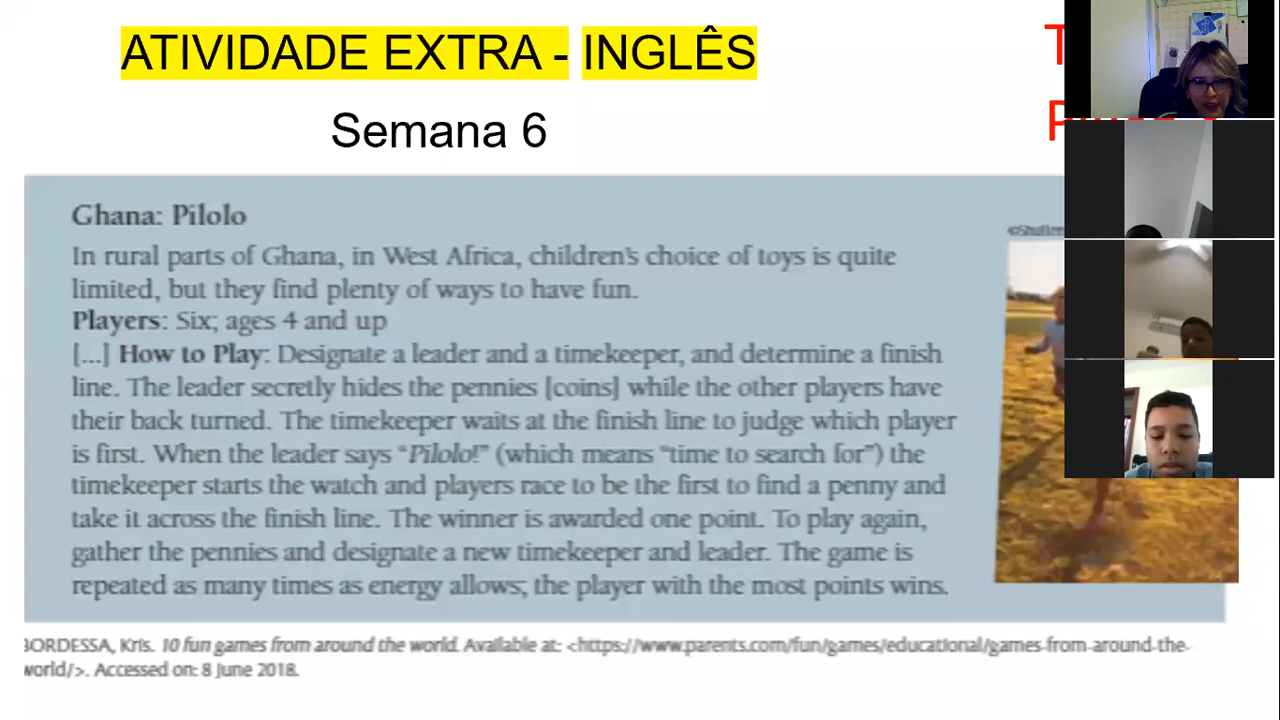 ATIVIDADE EXTRA - INGLÊS
Semana 6
Ghana: Pilolo
In rural parts of Ghana, in West Africa, children's choice of toys is quite
limited, but they find plenty of ways to have fun.
Players: Six; ages 4 and up
[...] How to Play: Designate a leader and a timekeeper, and determine a finish
line. The leader secretly hides the pennies [coins] while the other players have
their back turned. The timekeeper waits at the finish line to judge which player
is first. When the leader says “Pilolo!” (which means “time to search for”) the
timekeeper starts the watch and players race to be the first to find a penny and
take it across the finish line. The winner is awarded one point. To play again,
gather the pennies and designate a new timekeeper and leader. The game is
repeated as many times as energy allows; the player with the most points wins.
BORDESSA, Kris. 10 fun games from around the world. Available at: <https://www.parents.com/fun/games/educational/games-from-around-the-
world/>. Accessed on: 8 June 2018.